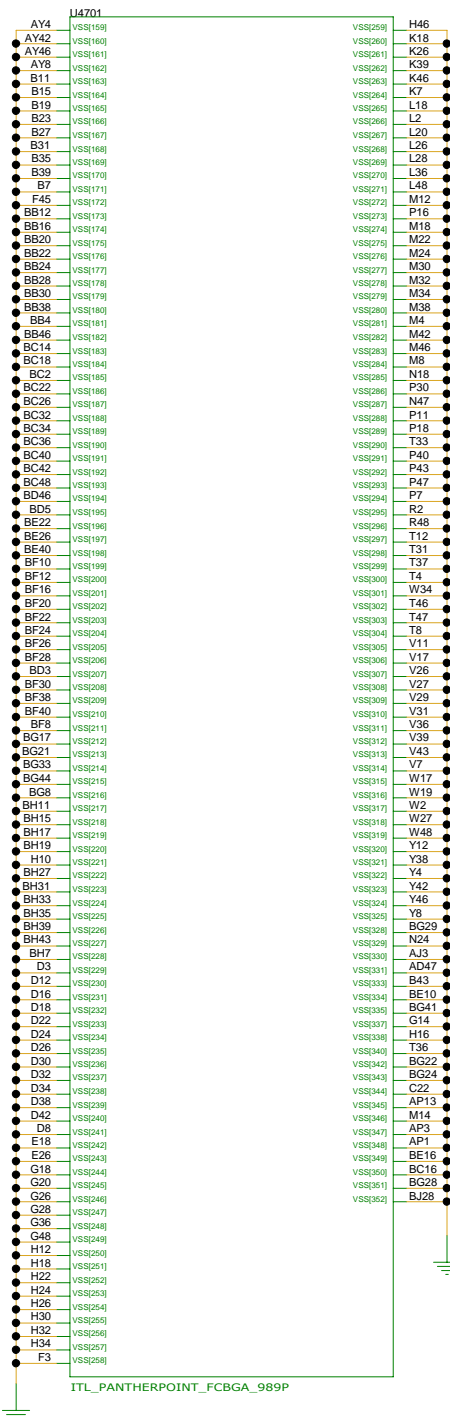 U4701
AY4 VSS[159] VSS[259] H46
AY42 VSS[160] VSS[260] K18
AY46 VSS[161] VSS[261] K26
AY8 VSS[162] VSS[262] K39
B11 VSS[163] VSS[263] K46
B15 VSS[164] VSS[264] K7
B19 VSS[165] VSS[265] L18
B23 VSS[166] VSS[266] L2
B27 VSS[167] VSS[267] L20
B31 VSS[168] VSS[268] L26
B35 VSS[169] VSS[269] L28
B39 VSS[170] VSS[270] L36
B7 VSS[171] VSS[271] L48
F45 VSS[172] VSS[272] M12
BB12 VSS[173] VSS[273] P16
BB16 VSS[174] VSS[274] M18
BB20 VSS[175] VSS[275] M22
BB22 VSS[176] VSS[276] M24
BB24 VSS[177] VSS[277] M30
BB28 VSS[178] VSS[278] M32
BB30 VSS[179] VSS[279] M34
BB38 VSS[180] VSS[280] M38
BB4 VSS[181] VSS[281] M4
BB46 VSS[182] VSS[282] M42
BC14 VSS[183] VSS[283] M46
BC18 VSS[184] VSS[284] M8
BC2 VSS[185] VSS[285] N18
BC22 VSS[186] VSS[286] P30
BC26 VSS[187] VSS[287] N47
BC32 VSS[188] VSS[288] P11
BC34 VSS[189] VSS[289] P18
BC36 VSS[190] VSS[290] T33
BC40 VSS[191] VSS[291] P40
BC42 VSS[192] VSS[292] P43
BC48 VSS[193] VSS[293] P47
BD46 VSS[194] VSS[294] P7
BD5 VSS[195] VSS[295] R2
BE22 VSS[196] VSS[296] R48
BE26 VSS[197] VSS[297] T12
BE40 VSS[198] VSS[298] T31
BF10 VSS[199] VSS[299] T37
BF12 VSS[200] VSS[300] T4
BF16 VSS[201] VSS[301] W34
BF20 VSS[202] VSS[302] T46
BF22 VSS[203] VSS[303] T47
BF24 VSS[204] VSS[304] T8
BF26 VSS[205] VSS[305] V11
BF28 VSS[206] VSS[306] V17
BD3 VSS[207] VSS[307] V26
BF30 VSS[208] VSS[308] V27
BF38 VSS[209] VSS[309] V29
BF40 VSS[210] VSS[310] V31
BF8 VSS[211] VSS[311] V36
BG17 VSS[212] VSS[312] V39
BG21 VSS[213] VSS[313] V43
BG33 VSS[214] VSS[314] V7
BG44 VSS[215] VSS[315] W17
BG8 VSS[216] VSS[316] W19
BH11 VSS[217] VSS[317] W2
BH15 VSS[218] VSS[318] W27
BH17 VSS[219] VSS[319] W48
BH19 VSS[220] VSS[320] Y12
H10 VSS[221] VSS[321] Y38
BH27 VSS[222] VSS[322] Y4
BH31 VSS[223] VSS[323] Y42
BH33 VSS[224] VSS[324] Y46
BH35 VSS[225] VSS[325] Y8
BH39 VSS[226] VSS[328] BG29
BH43 VSS[227] VSS[329] N24
BH7 VSS[228] VSS[330] AJ3
D3 VSS[229] VSS[331] AD47
D12 VSS[230] VSS[333] B43
D16 VSS[231] VSS[334] BE10
D18 VSS[232] VSS[335] BG41
D22 VSS[233] VSS[337] G14
D24 VSS[234] VSS[338] H16
D26 VSS[235] VSS[340] T36
D30 VSS[236] VSS[342] BG22
D32 VSS[237] VSS[343] BG24
D34 VSS[238] VSS[344] C22
D38 VSS[239] VSS[345] AP13
D42 VSS[240] VSS[346] M14
D8 VSS[241] VSS[347] AP3
E18 VSS[242] VSS[348] AP1
E26 VSS[243] VSS[349] BE16
G18 VSS[244] VSS[350] BC16
G20 VSS[245] VSS[351] BG28
G26 VSS[246] VSS[352] BJ28
G28 VSS[247]
G36 VSS[248]
G48 VSS[249]
H12 VSS[250]
H18 VSS[251]
H22 VSS[252]
H24 VSS[253]
H26 VSS[254]
H30 VSS[255]
H32 VSS[256]
H34 VSS[257]
F3 VSS[258]
ITL_PANTHERPOINT_FCBGA_989P